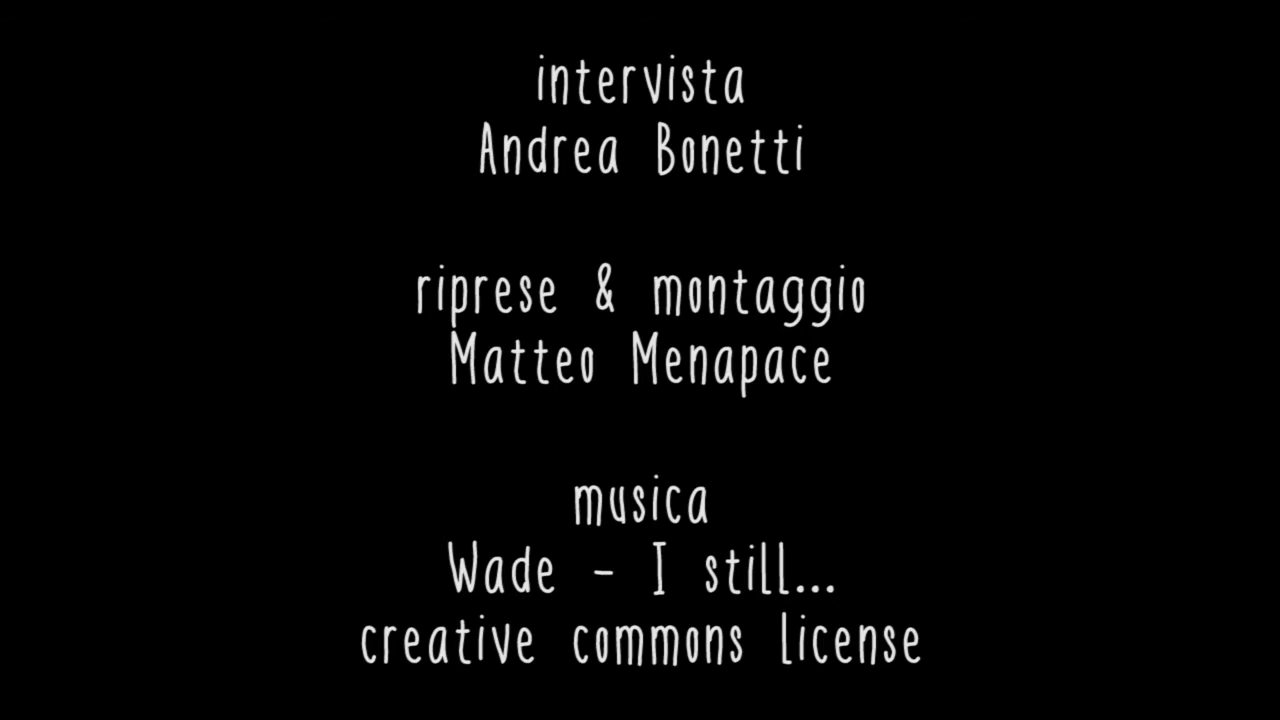 intervista
Andrea Bonetti
riprese & montaggio
Matteo Menapace
musica
Wade - I still...
creative commons license